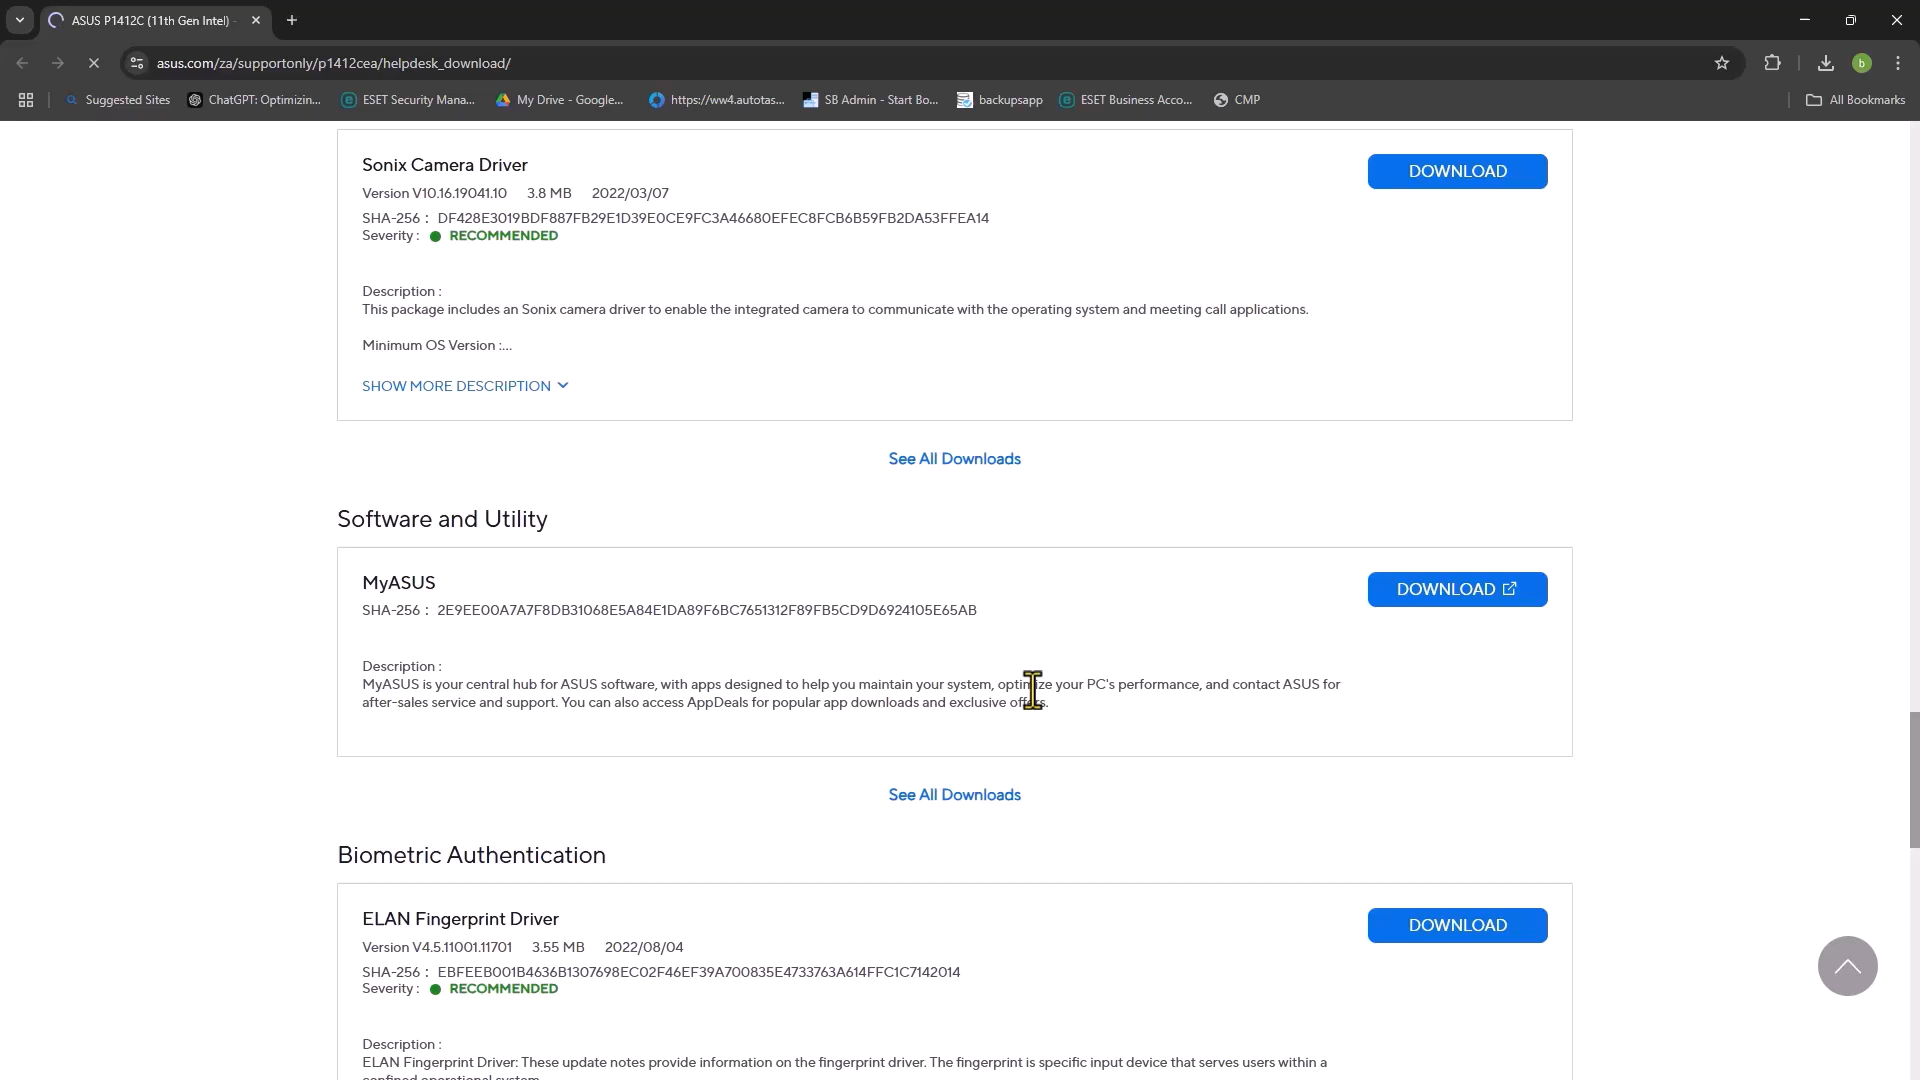 ASUS P1412C (11th Gen Intel) -
asus.com/za/supportonly/p1412cea/helpdesk_download/
b
Suggested Sites
ChatGPT: Optimizin...
ESET Security Mana...
My Drive - Google...
https://ww4.autotas...
SB Admin - Start Bo...
backupsapp
ESET Business Acco...
CMP
All Bookmarks
Sonix Camera Driver
DOWNLOAD
Version V10.16.19041.10 3.8 MB 2022/03/07
SHA-256 : DF428E3019BDF887FB29E1D39E0CE9FC3A46680EFEC8FCB6B59FB2DA53FFEA14
Severity : RECOMMENDED
Description :
This package includes an Sonix camera driver to enable the integrated camera to communicate with the operating system and meeting call applications.
Minimum OS Version :...
SHOW MORE DESCRIPTION
See All Downloads
Software and Utility
MyASUS
DOWNLOAD
SHA-256 : 2E9EE00A7A7F8DB31068E5A84E1DA89F6BC7651312F89FB5CD9D6924105E65AB
Description :
MyASUS is your central hub for ASUS software, with apps designed to help you maintain your system, optimize your PC's performance, and contact ASUS for
after-sales service and support. You can also access AppDeals for popular app downloads and exclusive offers.
See All Downloads
Biometric Authentication
ELAN Fingerprint Driver
DOWNLOAD
Version V4.5.11001.11701 3.55 MB 2022/08/04
SHA-256 : EBFEEB001B4636B1307698EC02F46EF39A700835E4733763A614FFC1C7142014
Severity : RECOMMENDED
Description :
ELAN Fingerprint Driver: These update notes provide information on the fingerprint driver. The fingerprint is specific input device that serves users within a
confined operational system.